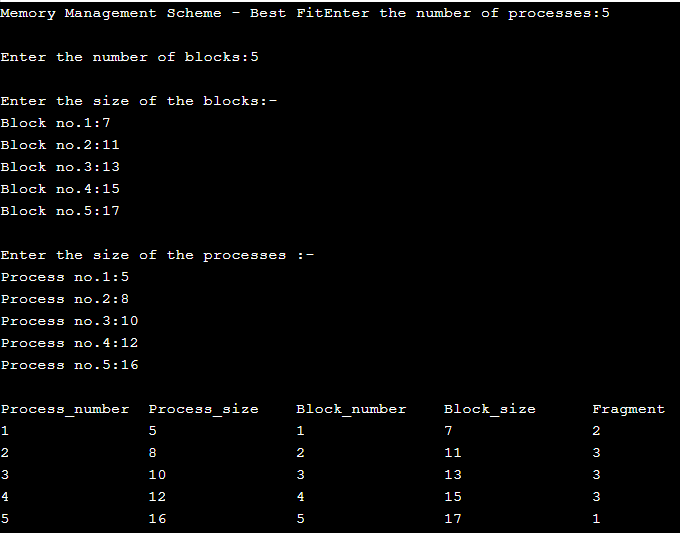 Memory Management Scheme - Best FitEnter the number of processes:5
Enter the number of blocks:5
Enter the size of the blocks:-
Block no.1:7
Block no.2:11
Block no.3:13
Block no.4:15
Block no.5:17
Enter the size of the processes :-
Process no.1:5
Process no.2:8
Process no.3:10
Process no.4:12
Process no.5:16
Process_number Process_size Block_number Block_size Fragment
1 5 1 7 2
2 8 2 11 3
3 10 3 13 3
4 12 4 15 3
5 16 5 17 1